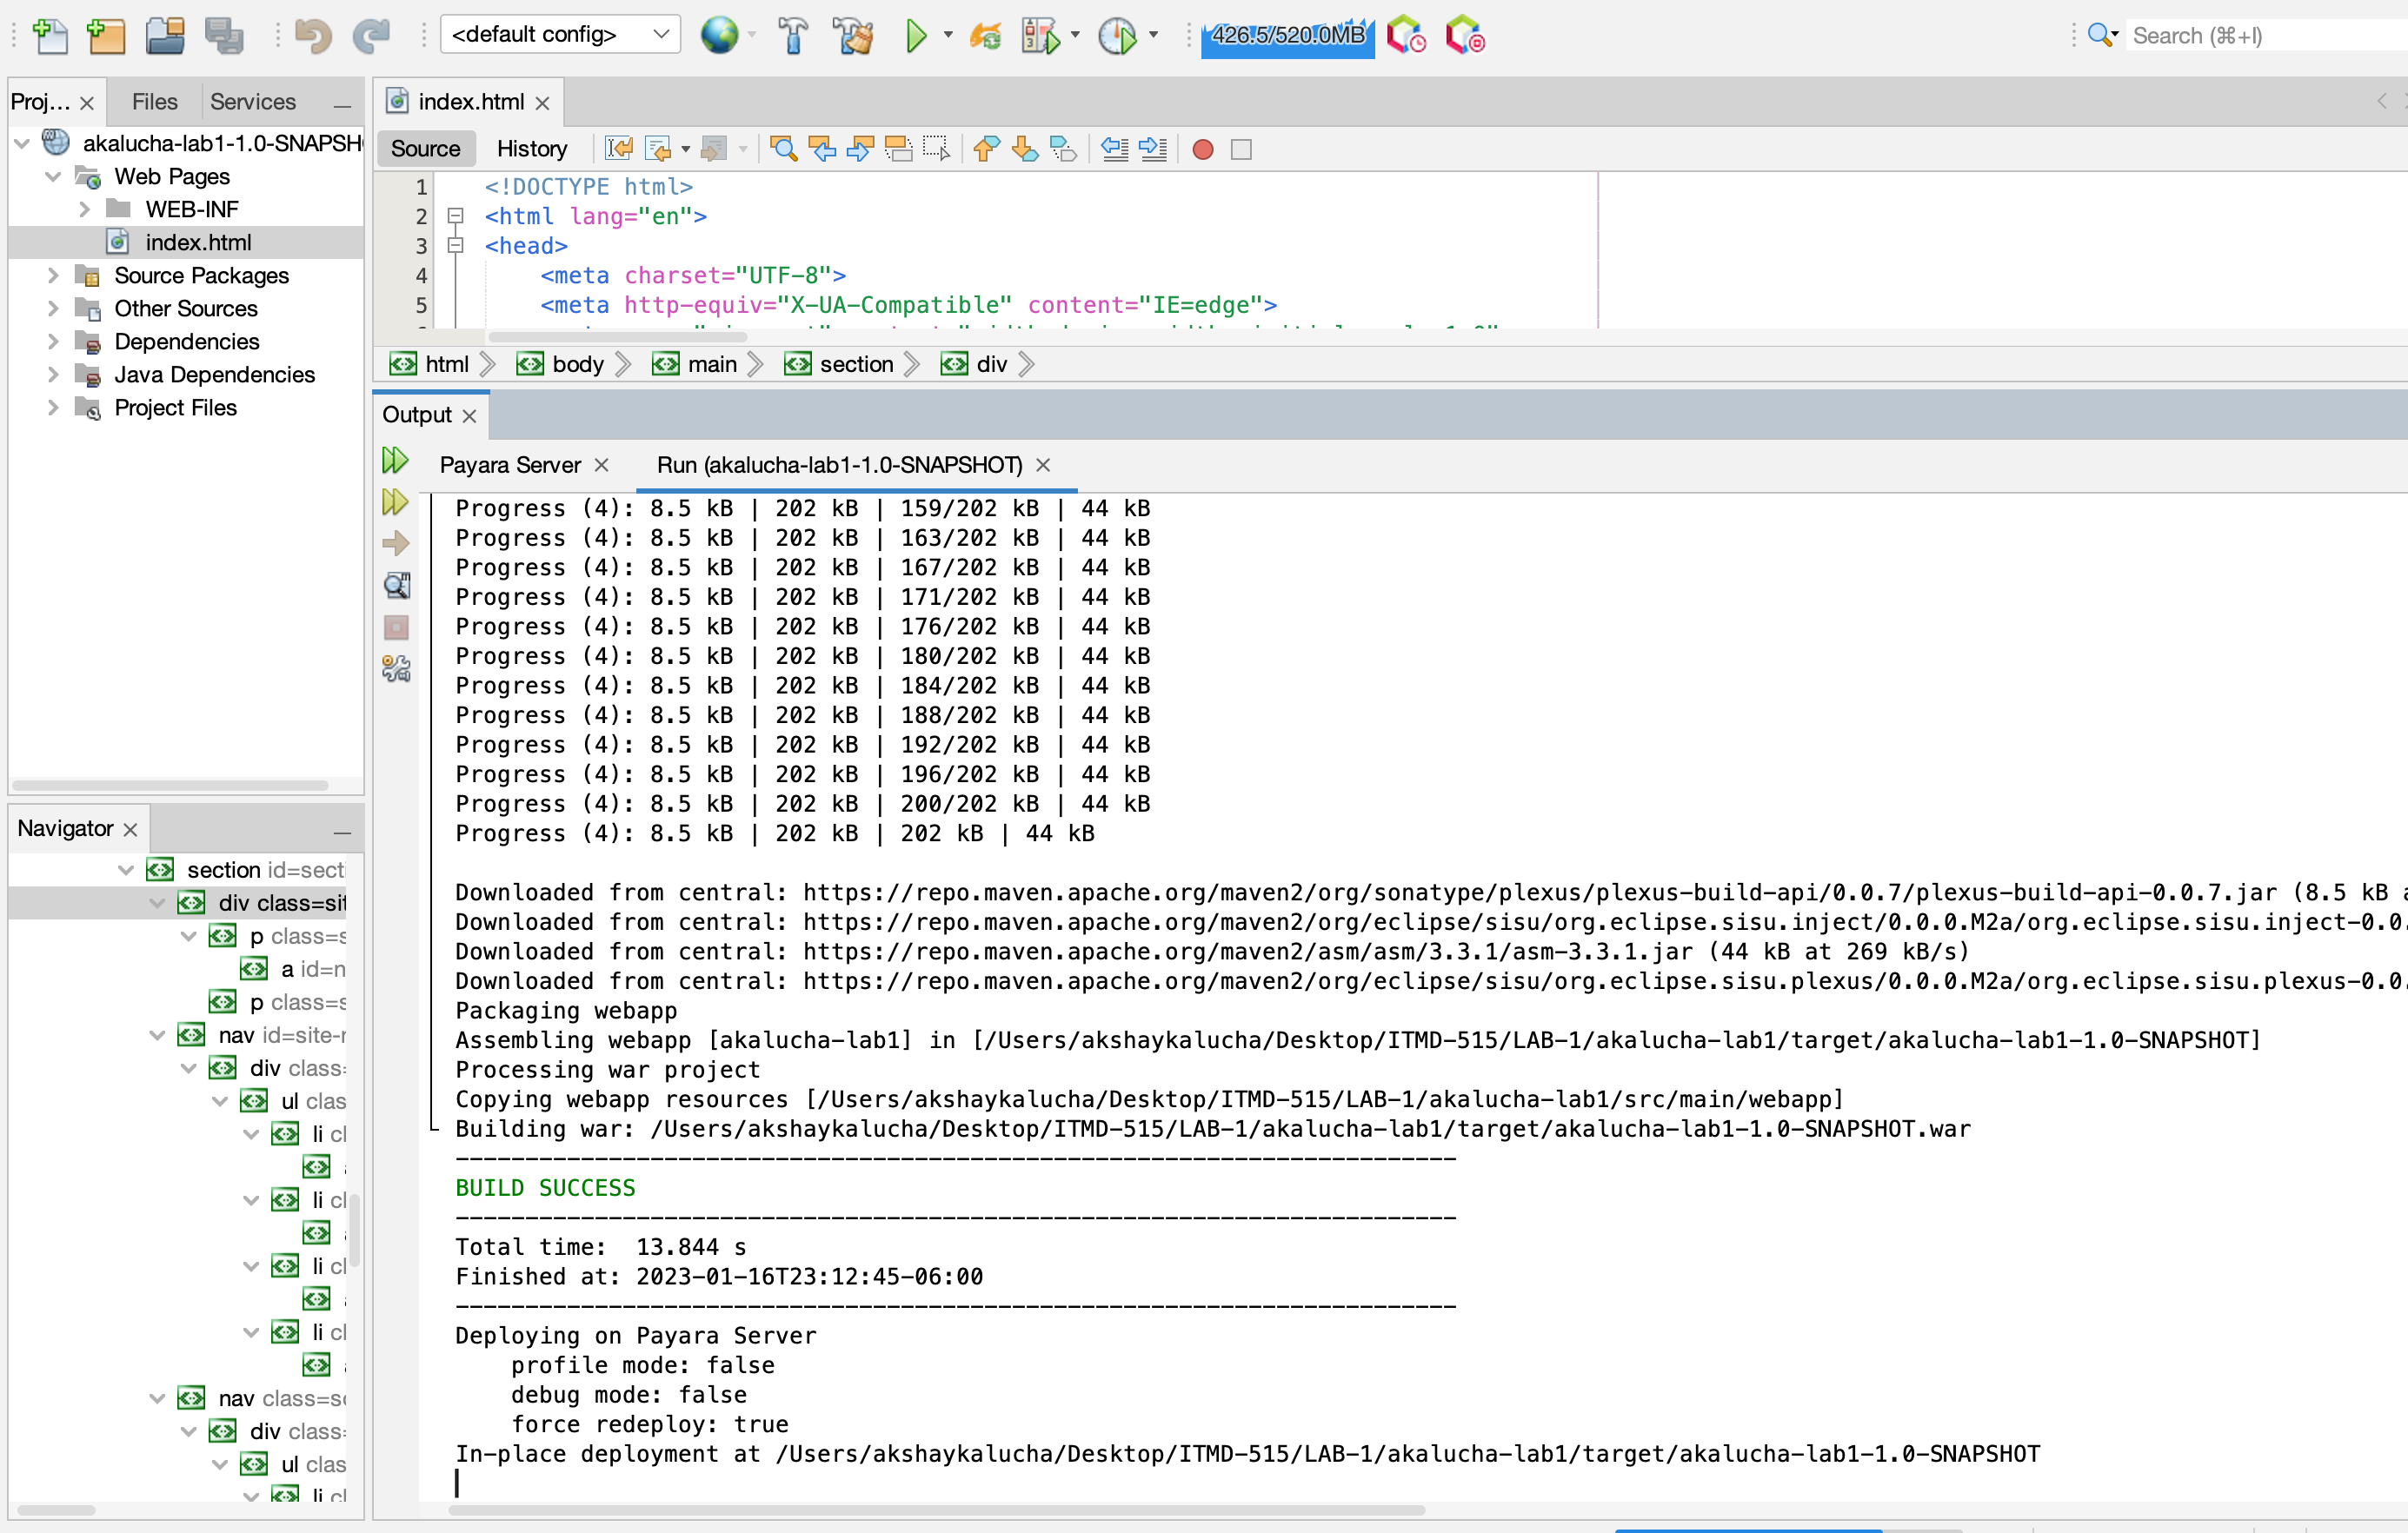 <default config>
426.5/520.0MB
Search (⌘+I)
Proj...
Files
Services
index.html
akalucha-lab1-1.0-SNAPSH
Web Pages
WEB-INF
index.html
Source Packages
Other Sources
Dependencies
Java Dependencies
Project Files
Source
History
1 <!DOCTYPE html>
2 <html lang="en">
3 <head>
4 <meta charset="UTF-8">
5 <meta http-equiv="X-UA-Compatible" content="IE=edge">
html
body
main
section
div
Output
Payara Server
Run (akalucha-lab1-1.0-SNAPSHOT)
Progress (4): 8.5 kB | 202 kB | 159/202 kB | 44 kB
Progress (4): 8.5 kB | 202 kB | 163/202 kB | 44 kB
Progress (4): 8.5 kB | 202 kB | 167/202 kB | 44 kB
Progress (4): 8.5 kB | 202 kB | 171/202 kB | 44 kB
Progress (4): 8.5 kB | 202 kB | 176/202 kB | 44 kB
Progress (4): 8.5 kB | 202 kB | 180/202 kB | 44 kB
Progress (4): 8.5 kB | 202 kB | 184/202 kB | 44 kB
Progress (4): 8.5 kB | 202 kB | 188/202 kB | 44 kB
Progress (4): 8.5 kB | 202 kB | 192/202 kB | 44 kB
Progress (4): 8.5 kB | 202 kB | 196/202 kB | 44 kB
Progress (4): 8.5 kB | 202 kB | 200/202 kB | 44 kB
Progress (4): 8.5 kB | 202 kB | 202 kB | 44 kB
Downloaded from central: https://repo.maven.apache.org/maven2/org/sonatype/plexus/plexus-build-api/0.0.7/plexus-build-api-0.0.7.jar (8.5 kB
Downloaded from central: https://repo.maven.apache.org/maven2/org/eclipse/sisu/org.eclipse.sisu.inject/0.0.0.M2a/org.eclipse.sisu.inject-0.0.
Downloaded from central: https://repo.maven.apache.org/maven2/asm/asm/3.3.1/asm-3.3.1.jar (44 kB at 269 kB/s)
Downloaded from central: https://repo.maven.apache.org/maven2/org/eclipse/sisu/org.eclipse.sisu.plexus/0.0.0.M2a/org.eclipse.sisu.plexus-0.0.
Packaging webapp
Assembling webapp [akalucha-lab1] in [/Users/akshaykalucha/Desktop/ITMD-515/LAB-1/akalucha-lab1/target/akalucha-lab1-1.0-SNAPSHOT]
Processing war project
Copying webapp resources [/Users/akshaykalucha/Desktop/ITMD-515/LAB-1/akalucha-lab1/src/main/webapp]
Building war: /Users/akshaykalucha/Desktop/ITMD-515/LAB-1/akalucha-lab1/target/akalucha-lab1-1.0-SNAPSHOT.war
------------------------------------------------------------------------
BUILD SUCCESS
------------------------------------------------------------------------
Total time:  13.844 s
Finished at: 2023-01-16T23:12:45-06:00
------------------------------------------------------------------------
Deploying on Payara Server
profile mode: false
debug mode: false
force redeploy: true
In-place deployment at /Users/akshaykalucha/Desktop/ITMD-515/LAB-1/akalucha-lab1/target/akalucha-lab1-1.0-SNAPSHOT
Navigator
section id=secti
div class=sit
p class=s
a id=n
p class=s
nav id=site-r
div class=
ul clas
li cl
li cl
li cl
li cl
nav class=so
div class=
ul clas
li cl